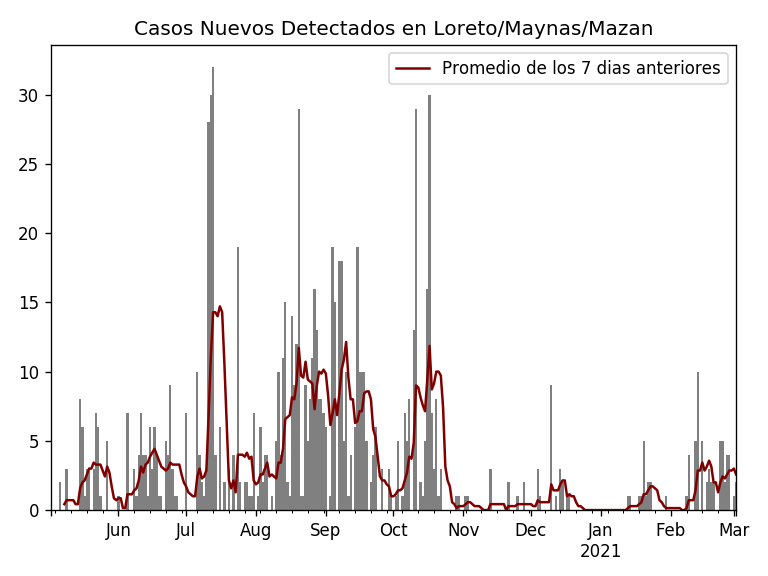 Casos Nuevos Detectados en Loreto/Maynas/Mazan
Promedio de los 7 dias anteriores
30
25
20
15
10
5
0
Jun Jul Aug Sep Oct Nov Dec Jan Feb Mar
2021